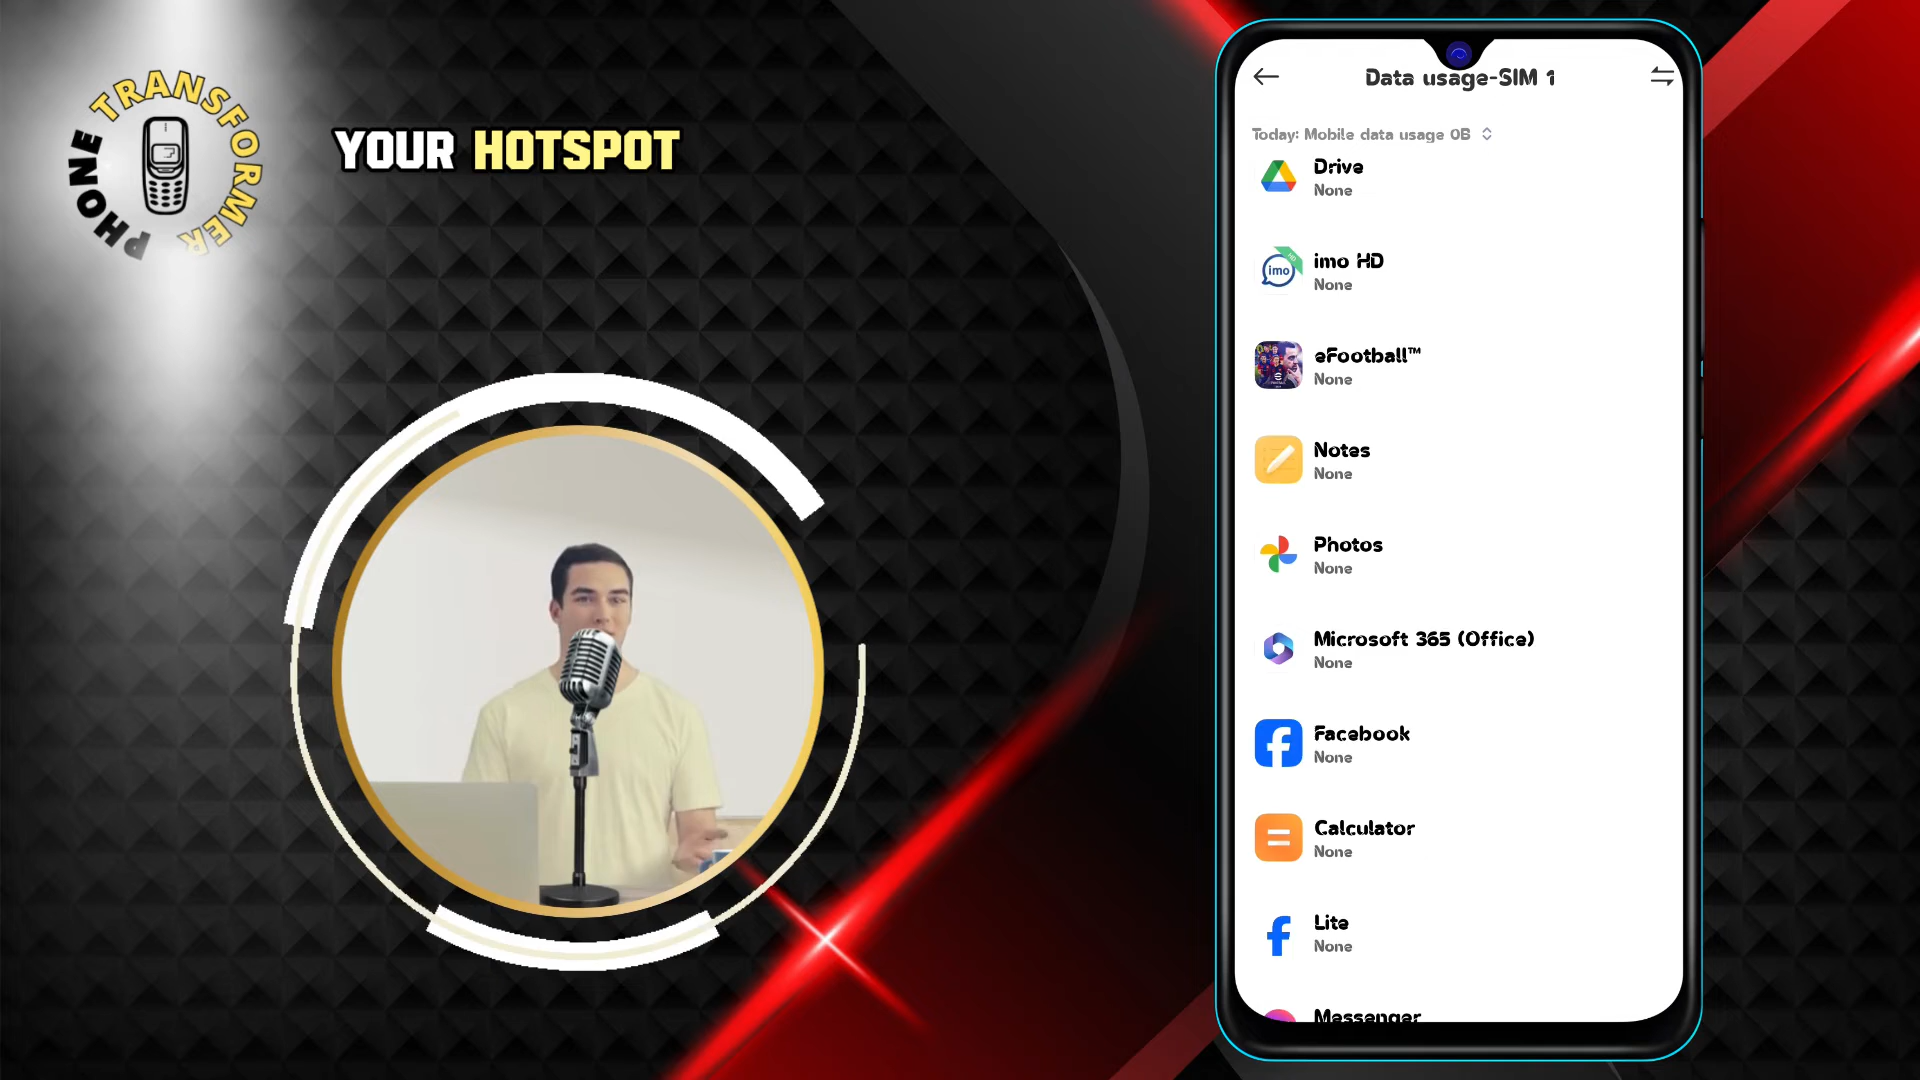 PHONE TRANSFORMER
YOUR HOTSPOT
Data usage-SIM 1
Today: Mobile data usage 0B
Drive
None
imo HD
None
eFootball™
None
Notes
None
Photos
None
Microsoft 365 (Office)
None
Facebook
None
Calculator
None
Lite
None
Messenger